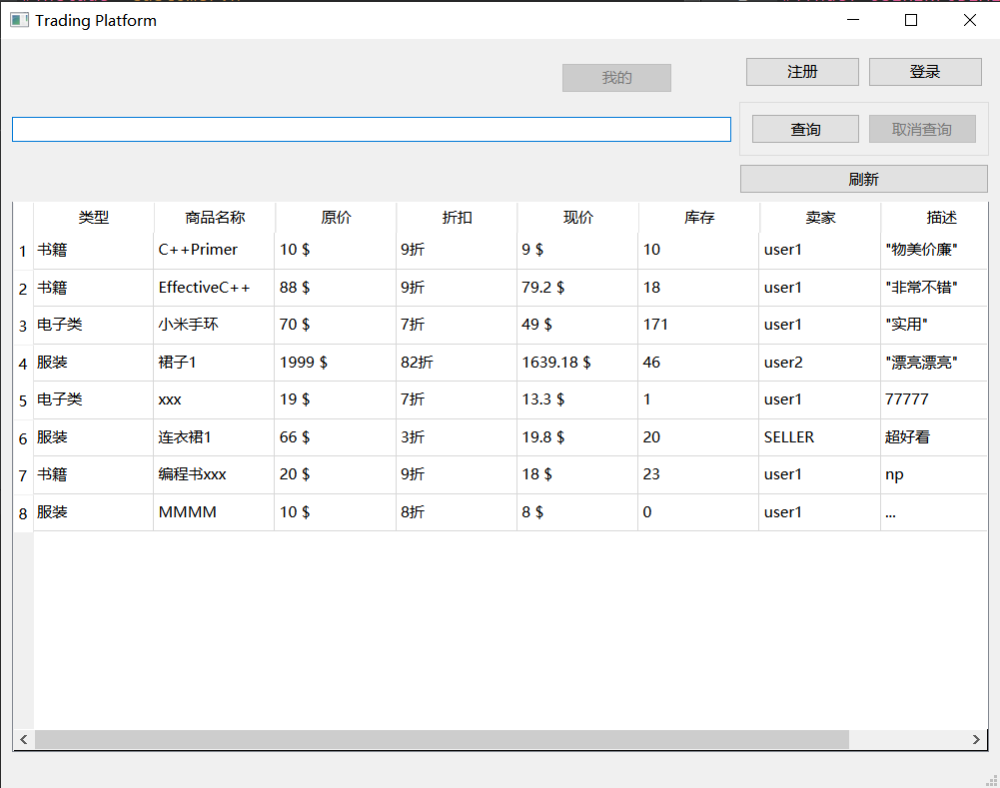 Trading Platform
我的 注册 登录
查询 取消查询
刷新
类型 商品名称 原价 折扣 现价 库存 卖家 描述
1 书籍 C++Primer 10 $ 9折 9 $ 10 user1 "物美价廉"
2 书籍 EffectiveC++ 88 $ 9折 79.2 $ 18 user1 "非常不错"
3 电子类 小米手环 70 $ 7折 49 $ 171 user1 "实用"
4 服装 裙子1 1999 $ 82折 1639.18 $ 46 user2 "漂亮漂亮"
5 电子类 xxx 19 $ 7折 13.3 $ 1 user1 77777
6 服装 连衣裙1 66 $ 3折 19.8 $ 20 SELLER 超好看
7 书籍 编程书xxx 20 $ 9折 18 $ 23 user1 np
8 服装 MMMM 10 $ 8折 8 $ 0 user1 ...